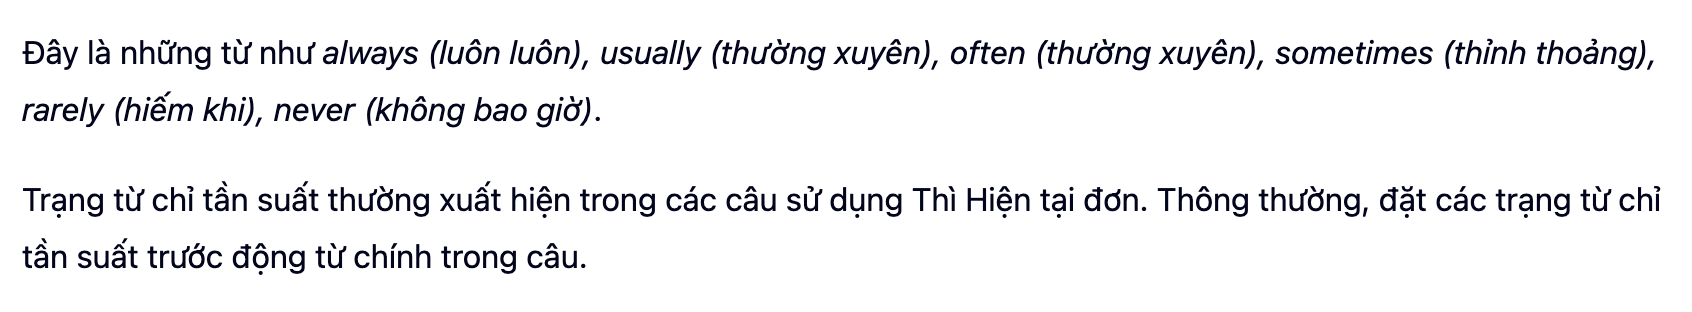 Đây là những từ như always (luôn luôn), usually (thường xuyên), often (thường xuyên), sometimes (thỉnh thoảng),
rarely (hiếm khi), never (không bao giờ).
Trạng từ chỉ tần suất thường xuất hiện trong các câu sử dụng Thì Hiện tại đơn. Thông thường, đặt các trạng từ chỉ
tần suất trước động từ chính trong câu.